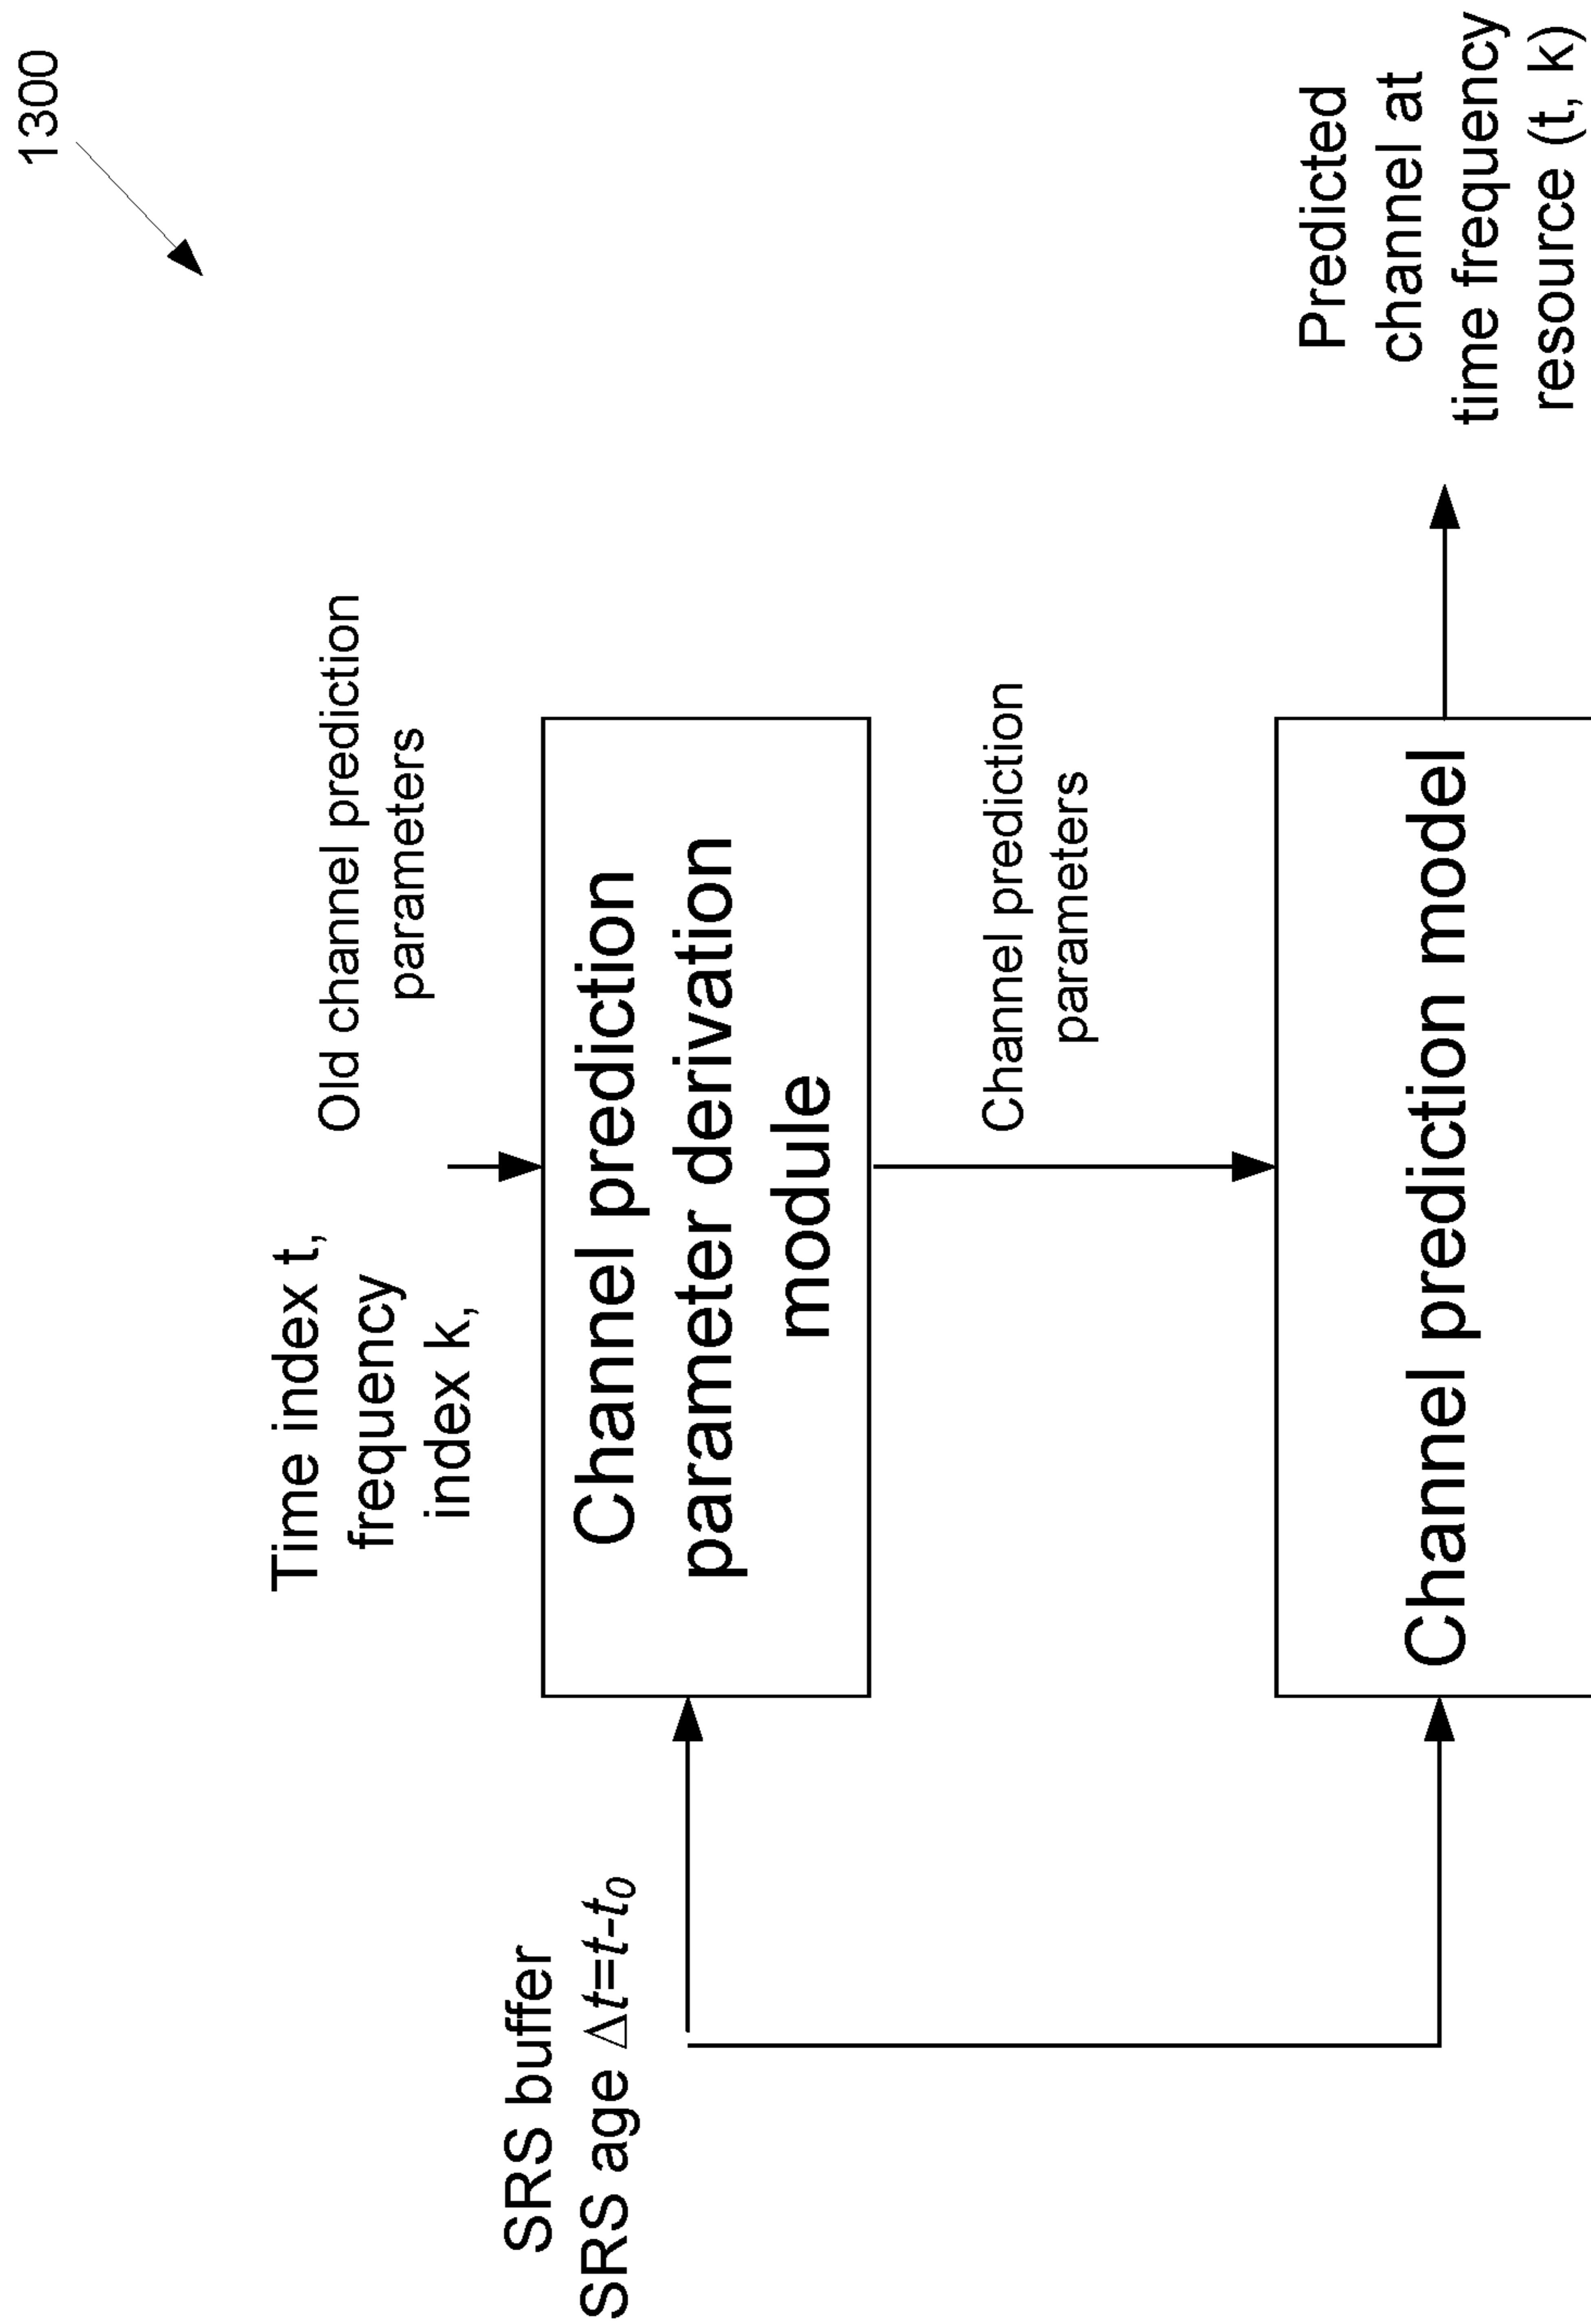 1300
Time index t,
frequency
index k,
Old channel prediction
parameters
SRS buffer
SRS age Δt=t-t0
Channel prediction
parameter derivation
module
Channel prediction
parameters
Channel prediction model
Predicted
channel at
time frequency
resource (t, k)